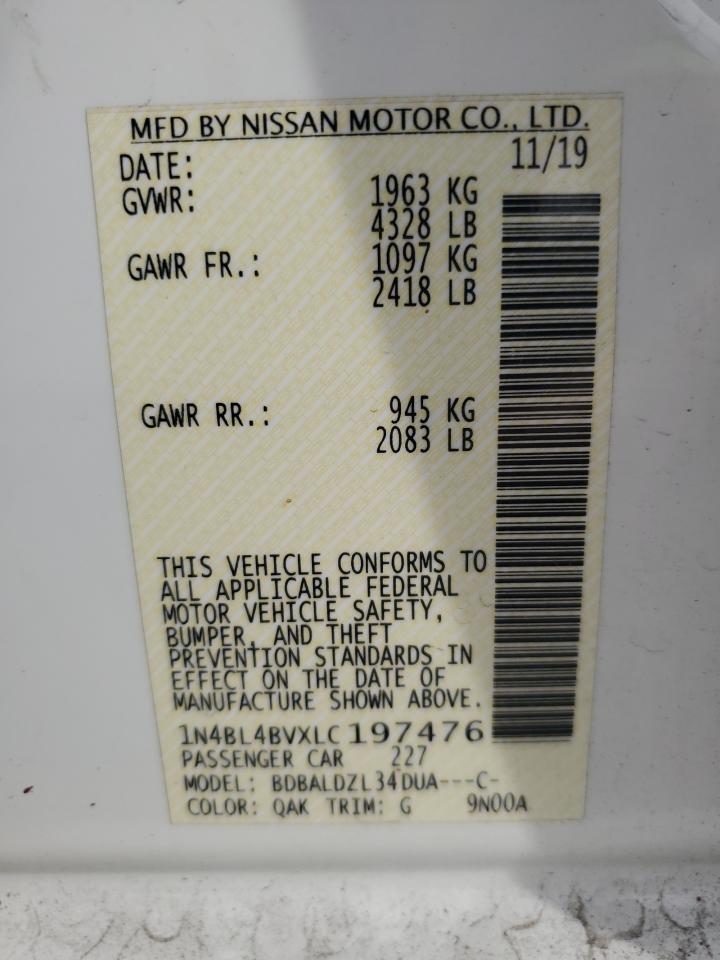 MFD BY NISSAN MOTOR CO., LTD.
DATE: 11/19
GVWR: 1963 KG
4328 LB
GAWR FR.: 1097 KG
2418 LB
GAWR RR.: 945 KG
2083 LB
THIS VEHICLE CONFORMS TO
ALL APPLICABLE FEDERAL
MOTOR VEHICLE SAFETY,
BUMPER, AND THEFT
PREVENTION STANDARDS IN
EFFECT ON THE DATE OF
MANUFACTURE SHOWN ABOVE.
1N4BL4BVXLC197476
PASSENGER CAR 227
MODEL: BDBALDZL34DUA---C-
COLOR: QAK TRIM: G 9N00A